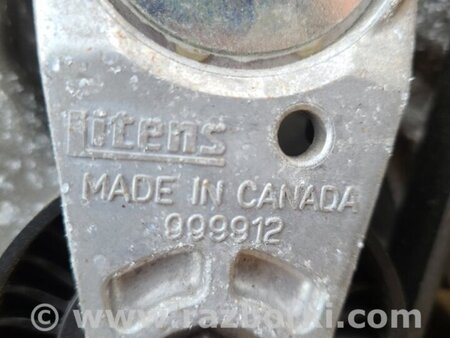 Litens
MADE IN CANADA
999912
© www.razborki.com